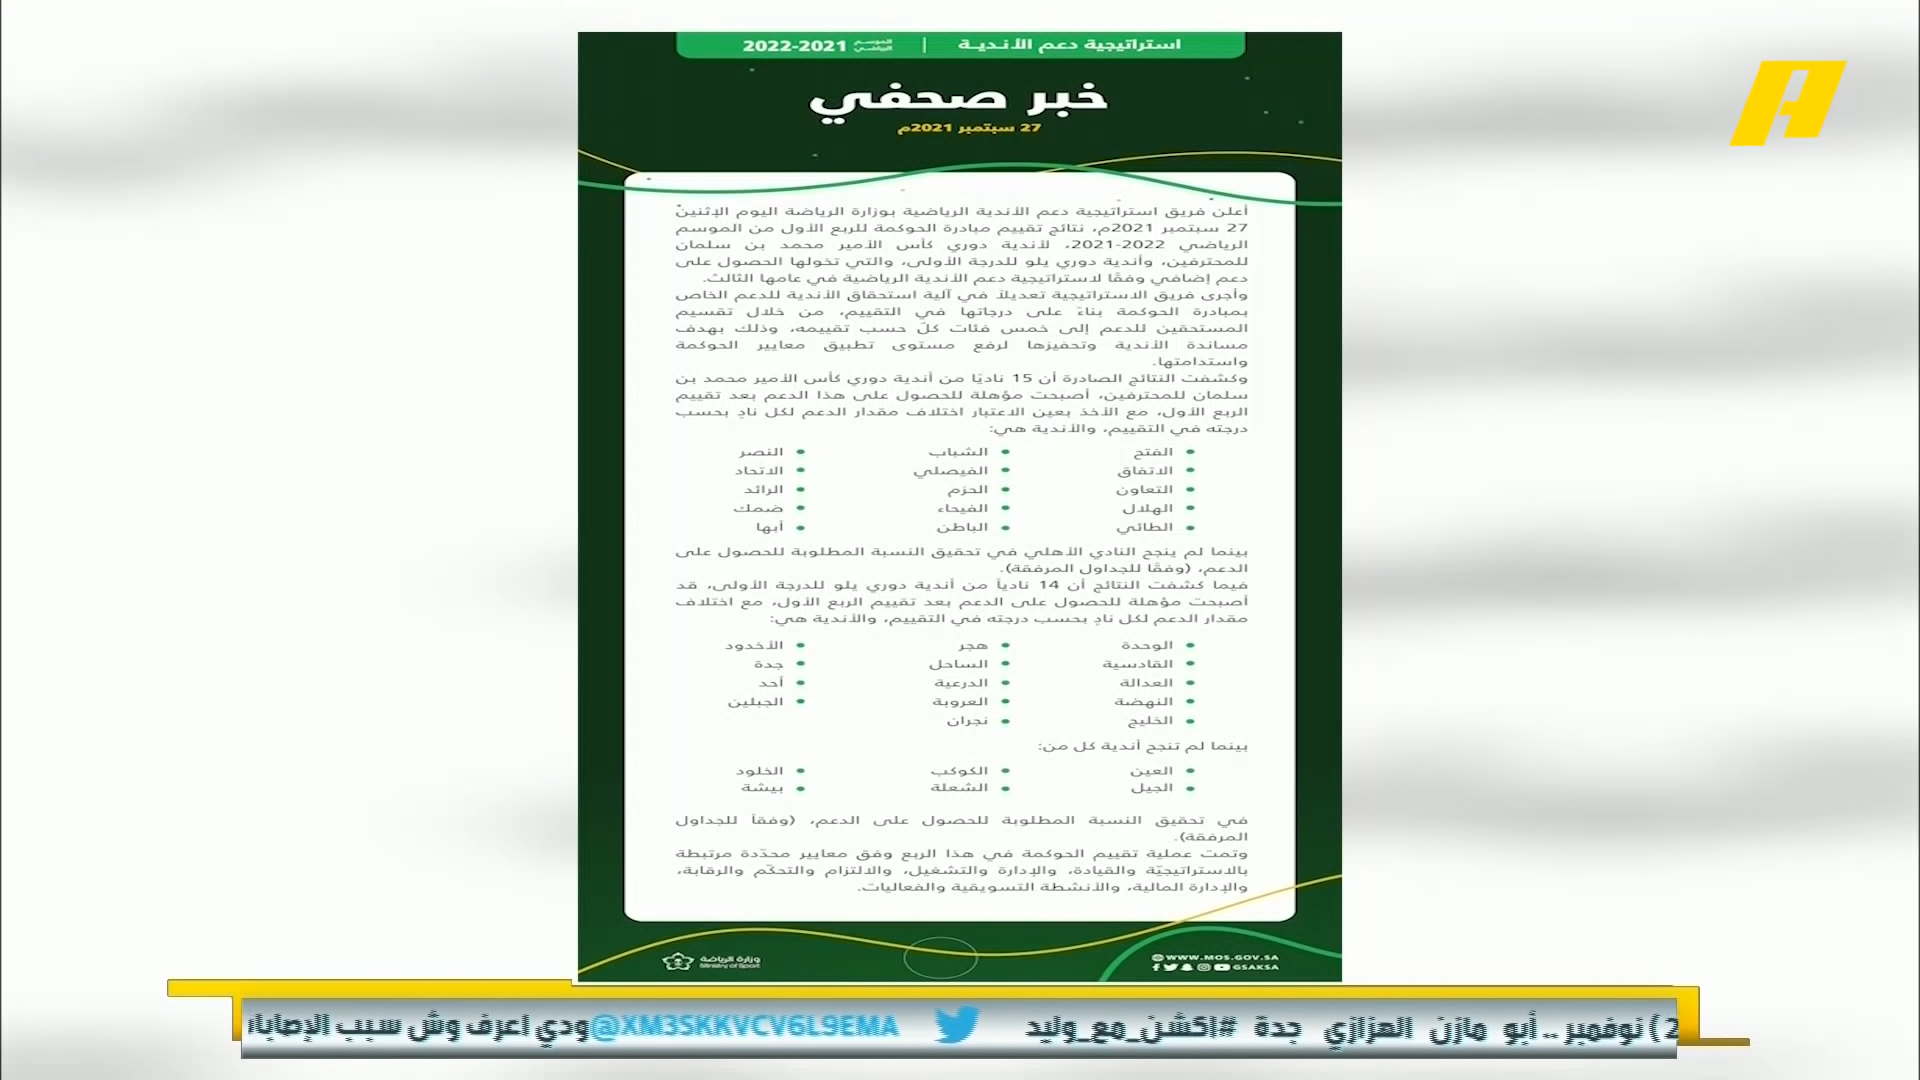 استراتيجية دعم الأندية | الموسم الرياضي 2021-2022
خبر صحفي
27 سبتمبر 2021م
أعلن فريق استراتيجية دعم الأندية الرياضية بوزارة الرياضة اليوم الإثنين
27 سبتمبر 2021م، نتائج تقييم مبادرة الحوكمة للربع الأول من الموسم
الرياضي 2022-2021، لأندية دوري كأس الأمير محمد بن سلمان
للمحترفين، وأندية دوري يلو للدرجة الأولى، والتي تخولها الحصول على
دعم إضافي وفقًا لاستراتيجية دعم الأندية الرياضية في عامها الثالث.
وأجرى فريق الاستراتيجية تعديلاً في آلية استحقاق الأندية للدعم الخاص
بمبادرة الحوكمة بناءً على درجاتها في التقييم، من خلال تقسيم
المستحقين للدعم إلى خمس فئات كلٌ حسب تقييمه، وذلك بهدف
مساندة الأندية وتحفيزها لرفع مستوى تطبيق معايير الحوكمة
واستدامتها.
وكشفت النتائج الصادرة أن 15 ناديًا من أندية دوري كأس الأمير محمد بن
سلمان للمحترفين، أصبحت مؤهلة للحصول على هذا الدعم بعد تقييم
الربع الأول، مع الأخذ بعين الاعتبار اختلاف مقدار الدعم لكل نادٍ بحسب
درجته في التقييم، والأندية هي:
• الفتح • الشباب • النصر
• الاتفاق • الفيصلي • الاتحاد
• التعاون • الحزم • الرائد
• الهلال • الفيحاء • ضمك
• الطائي • الباطن • أبها
بينما لم ينجح النادي الأهلي في تحقيق النسبة المطلوبة للحصول على
الدعم، (وفقًا للجداول المرفقة).
فيما كشفت النتائج أن 14 نادياً من أندية دوري يلو للدرجة الأولى، قد
أصبحت مؤهلة للحصول على الدعم بعد تقييم الربع الأول، مع اختلاف
مقدار الدعم لكل نادٍ بحسب درجته في التقييم، والأندية هي:
• الوحدة • هجر • الأخدود
• القادسية • الساحل • جدة
• العدالة • الدرعية • أحد
• النهضة • العروبة • الجبلين
• الخليج • نجران
بينما لم تنجح أندية كل من:
• العين • الكوكب • الخلود
• الجيل • الشعلة • بيشة
في تحقيق النسبة المطلوبة للحصول على الدعم، (وفقاً للجداول
المرفقة).
وتمت عملية تقييم الحوكمة في هذا الربع وفق معايير محدّدة مرتبطة
بالاستراتيجيّة والقيادة، والإدارة والتشغيل، والالتزام والتحكّم والرقابة،
والإدارة المالية، والأنشطة التسويقية والفعاليات.
وزارة الرياضة
Ministry of Sport
WWW.MOS.GOV.SA
GSAKSA
2) نوفمبر .. أبو مازن الهزازي جدة #اكشن_مع_وليد @XM3SKKVCV6L9EMA ودي اعرف وش سبب الإصابات